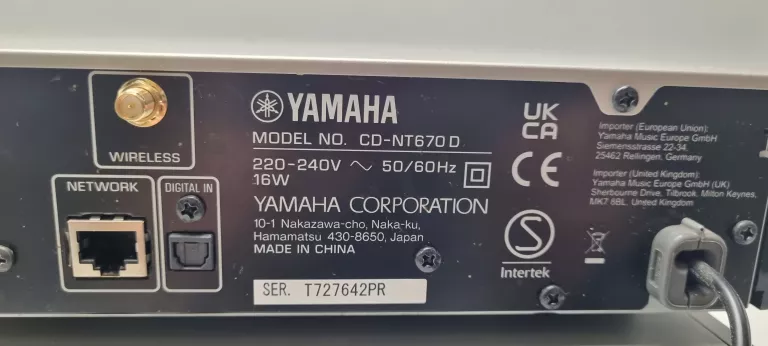 WIRELESS
NETWORK
DIGITAL IN
YAMAHA
MODEL NO. CD-NT670D
220-240V ~ 50/60Hz
16W
YAMAHA CORPORATION
10-1 Nakazawa-cho, Naka-ku,
Hamamatsu 430-8650, Japan
MADE IN CHINA
SER. T727642PR
UK
CA
CE
S
Intertek
Importer (European Union):
Yamaha Music Europe GmbH
Siemensstrasse 22-34,
25462 Rellingen, Germany
Importer (United Kingdom):
Yamaha Music Europe GmbH (UK)
Sherbourne Drive, Tilbrook, Milton Keynes,
MK7 8BL, United Kingdom